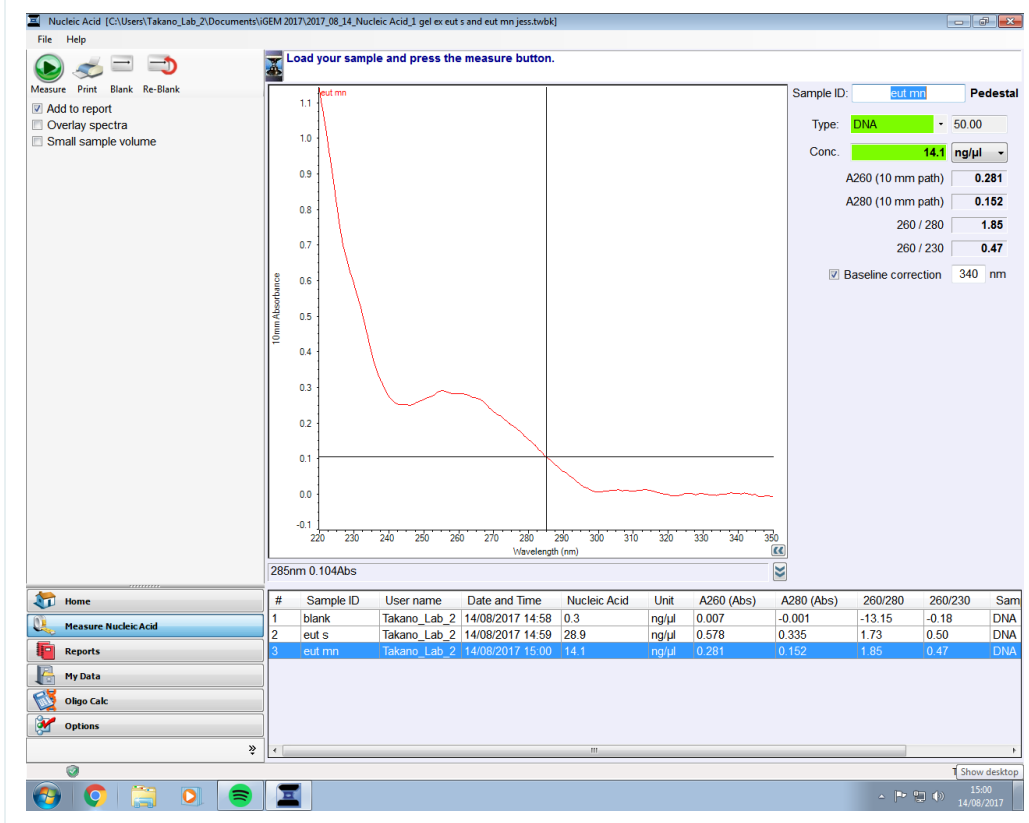 Nucleic Acid [C:\Users\Takano_Lab_2\Documents\iGEM 2017\2017_08_14_Nucleic Acid_1 gel ex eut s and eut mn jess.twbk]
File Help
Measure Print Blank Re-Blank
Add to report
Overlay spectra
Small sample volume
Load your sample and press the measure button.
eut mn
1.1
1.0
0.9
0.8
0.7
0.6
0.5
0.4
0.3
0.2
0.1
0.0
-0.1
10mm Absorbance
220 230 240 250 260 270 280 290 300 310 320 330 340 350
Wavelength (nm)
285nm 0.104Abs
Sample ID: eut mn Pedestal
Type: DNA 50.00
Conc. 14.1 ng/µl
A260 (10 mm path) 0.281
A280 (10 mm path) 0.152
260 / 280 1.85
260 / 230 0.47
Baseline correction 340 nm
Home
Measure Nucleic Acid
Reports
My Data
Oligo Calc
Options
# Sample ID User name Date and Time Nucleic Acid Unit A260 (Abs) A280 (Abs) 260/280 260/230 Sam
1 blank Takano_Lab_2 14/08/2017 14:58 0.3 ng/µl 0.007 -0.001 -13.15 -0.18 DNA
2 eut s Takano_Lab_2 14/08/2017 14:59 28.9 ng/µl 0.578 0.335 1.73 0.50 DNA
3 eut mn Takano_Lab_2 14/08/2017 15:00 14.1 ng/µl 0.281 0.152 1.85 0.47 DNA
Show desktop
15:00
14/08/2017